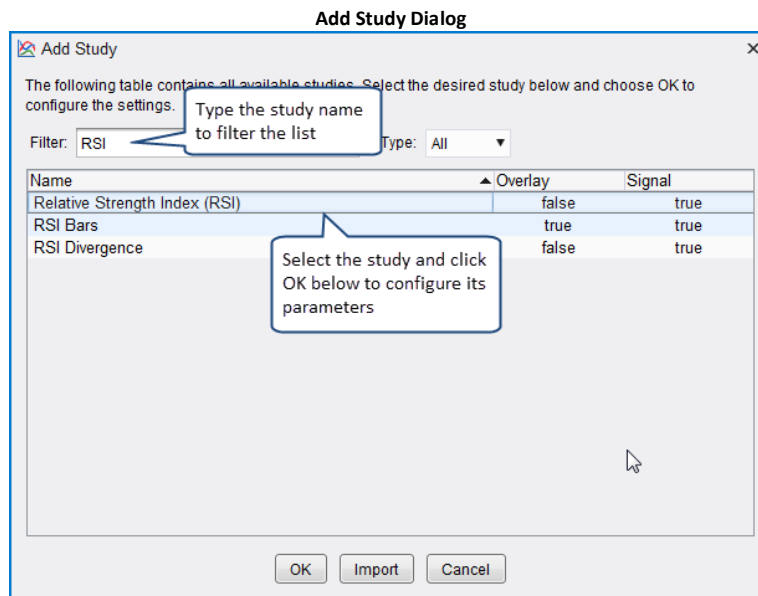 Add Study Dialog
Add Study
The following table contains all available studies. Select the desired study below and choose OK to
configure the settings.
Type the study name
to filter the list
Filter: RSI Type: All
Name Overlay Signal
Relative Strength Index (RSI) false true
RSI Bars true true
RSI Divergence false true
Select the study and click
OK below to configure its
parameters
OK Import Cancel